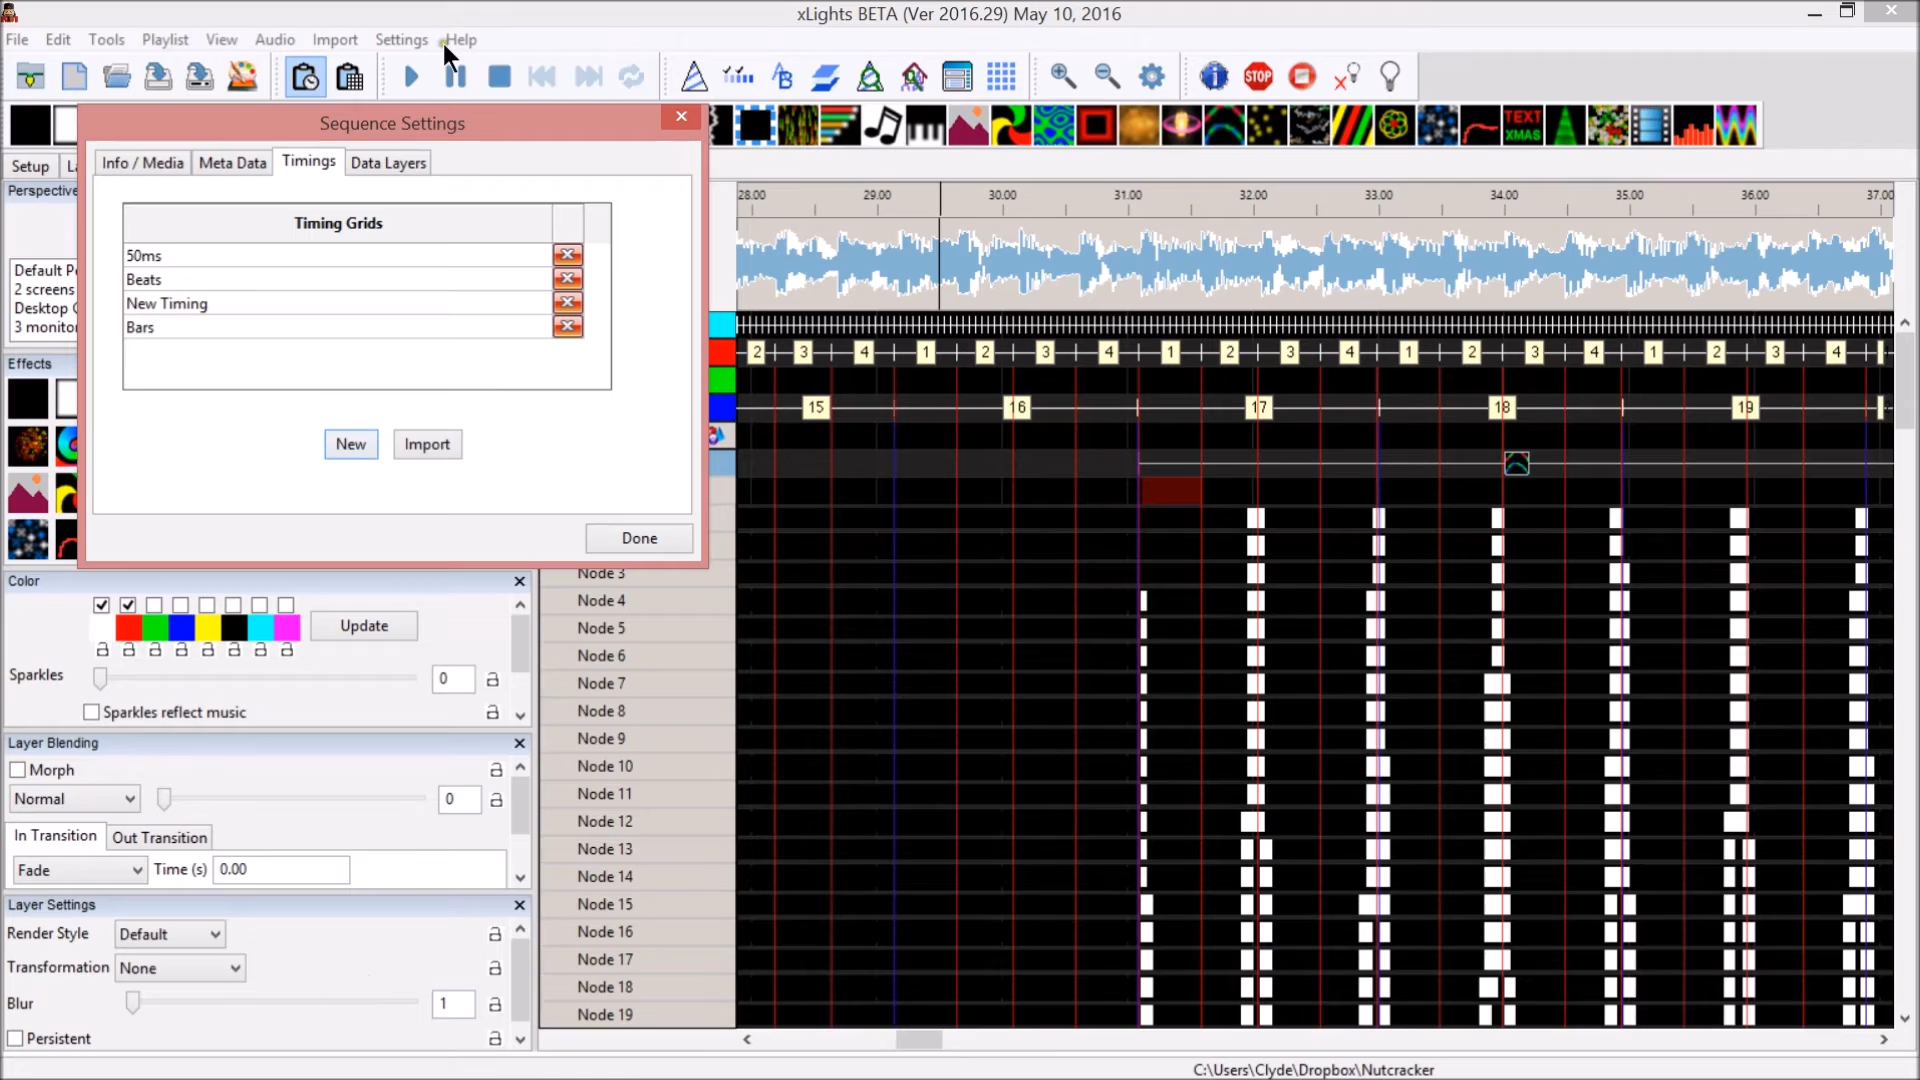 xLights BETA (Ver 2016.29) May 10, 2016
File Edit Tools Playlist View Audio Import Settings Help
TEXT
XMAS
Sequence Settings
Info / Media Meta Data Timings Data Layers
Timing Grids
50ms
Beats
New Timing
Bars
New Import
Done
Setup
Perspective
2 screens
3 monitor
Effects
28.00 29.00 30.00 31.00 32.00 33.00 34.00 35.00 36.00 37.00
2 3 4 1 2 3 4 1 2 3 4 1 2 3 4 1 2 3 4
15 16 17 18 19
Color
Update
Sparkles 0
Sparkles reflect music
Layer Blending
Morph
Normal 0
In Transition Out Transition
Fade Time (s) 0.00
Layer Settings
Render Style Default
Transformation None
Blur 1
Persistent
Node 3
Node 4
Node 5
Node 6
Node 7
Node 8
Node 9
Node 10
Node 11
Node 12
Node 13
Node 14
Node 15
Node 16
Node 17
Node 18
Node 19
C:\Users\Clyde\Dropbox\Nutcracker